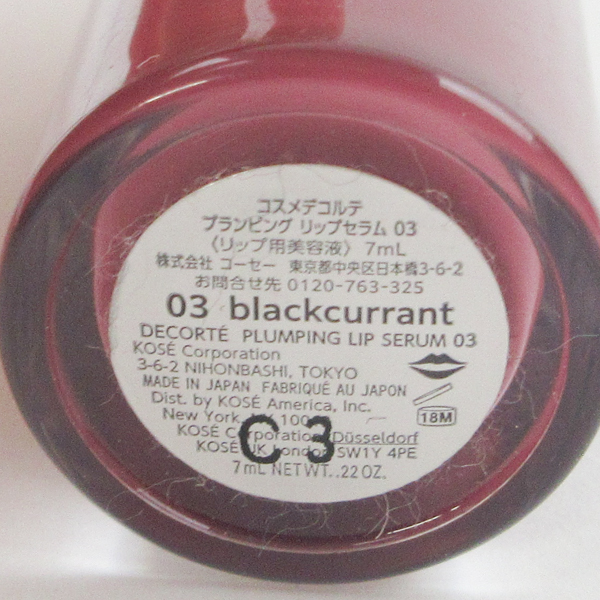 コスメデコルテ
プランピング リップセラム 03
〈リップ用美容液〉 7mL
株式会社 コーセー 東京都中央区日本橋3-6-2
お問合せ先 0120-763-325
03 blackcurrant
DECORTÉ PLUMPING LIP SERUM 03
KOSÉ Corporation
3-6-2 NIHONBASHI, TOKYO
MADE IN JAPAN FABRIQUÉ AU JAPON
Dist. by KOSÉ America, Inc.
New York
KOSÉ Corporation Düsseldorf
KOSÉ UK London SW1Y 4PE
7mL NET WT. .22 OZ.
18M
C3